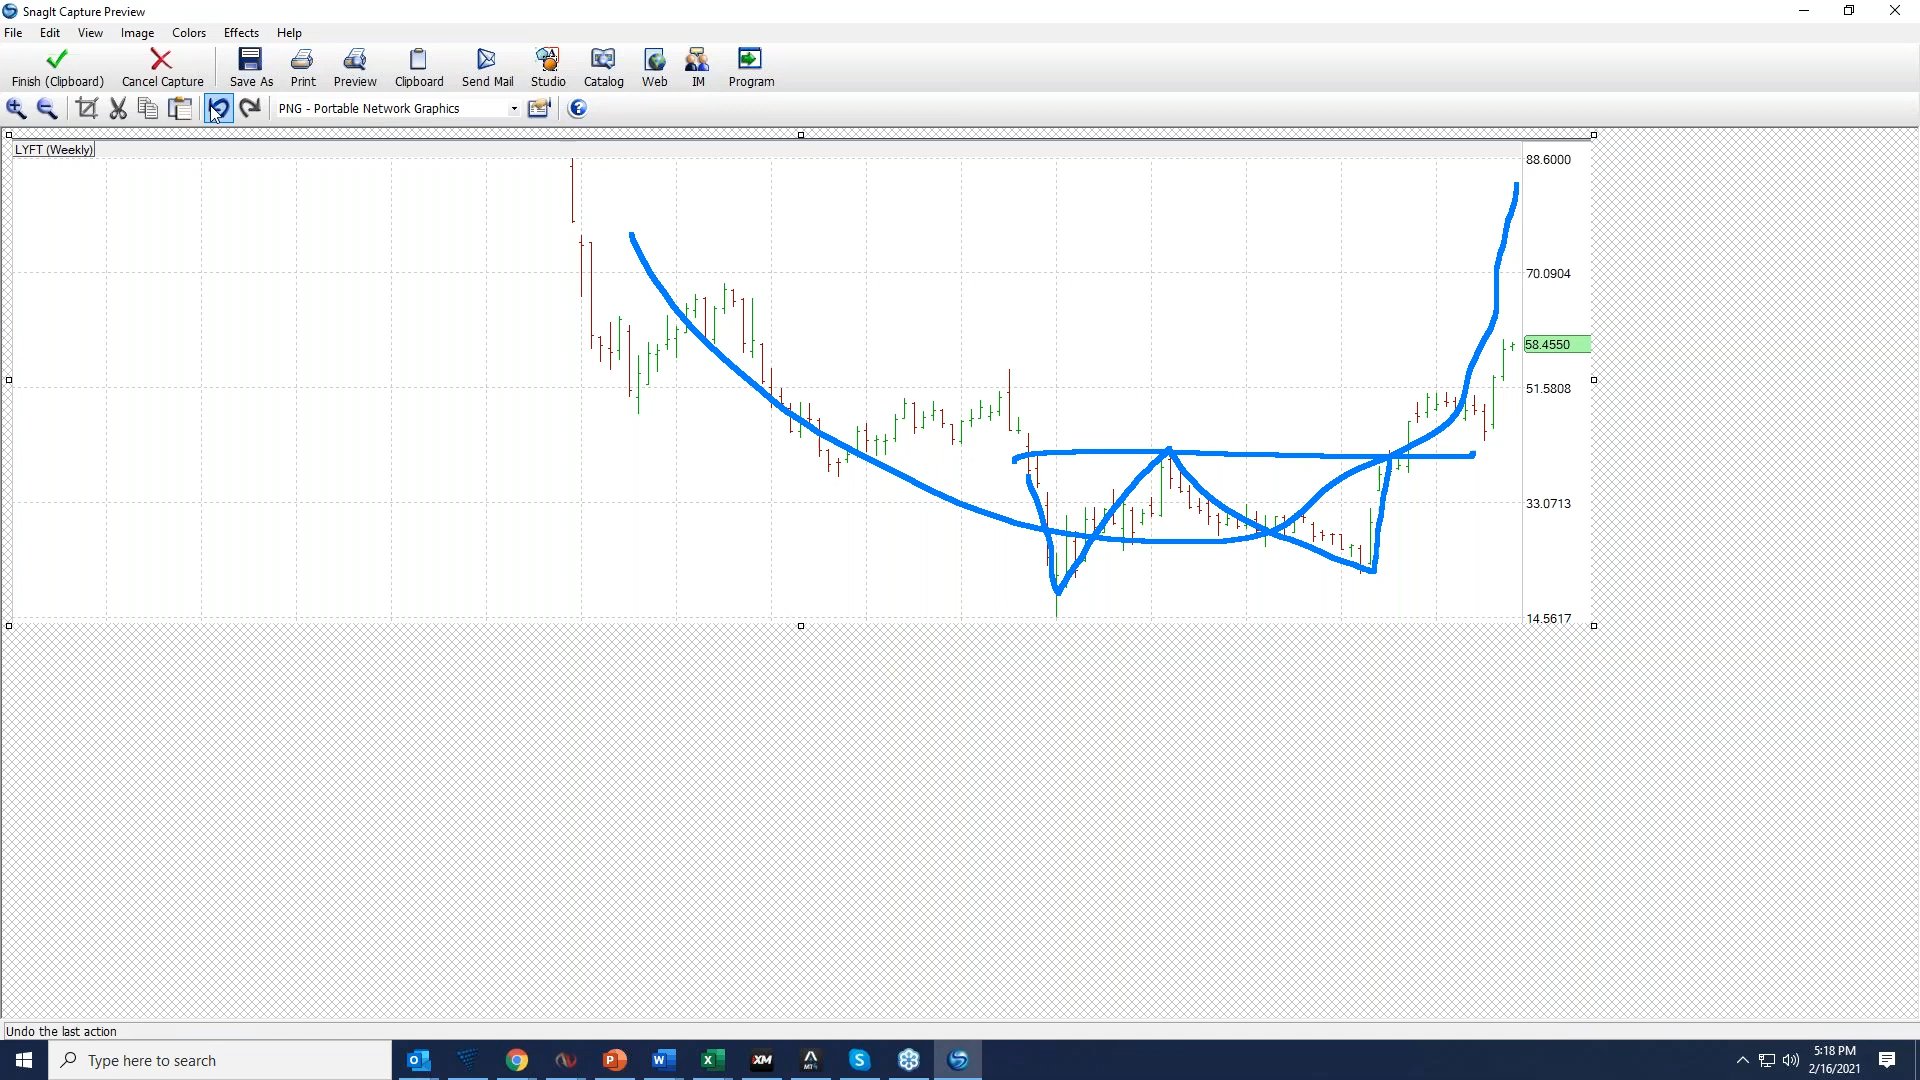 SnagIt Capture Preview
File Edit View Image Colors Effects Help
Finish (Clipboard) Cancel Capture Save As Print Preview Clipboard Send Mail Studio Catalog Web IM Program
PNG - Portable Network Graphics
LYFT (Weekly)
88.6000
70.0904
58.4550
51.5808
33.0713
14.5617
Undo the last action
Type here to search
XM
MT4
5:18 PM
2/16/2021